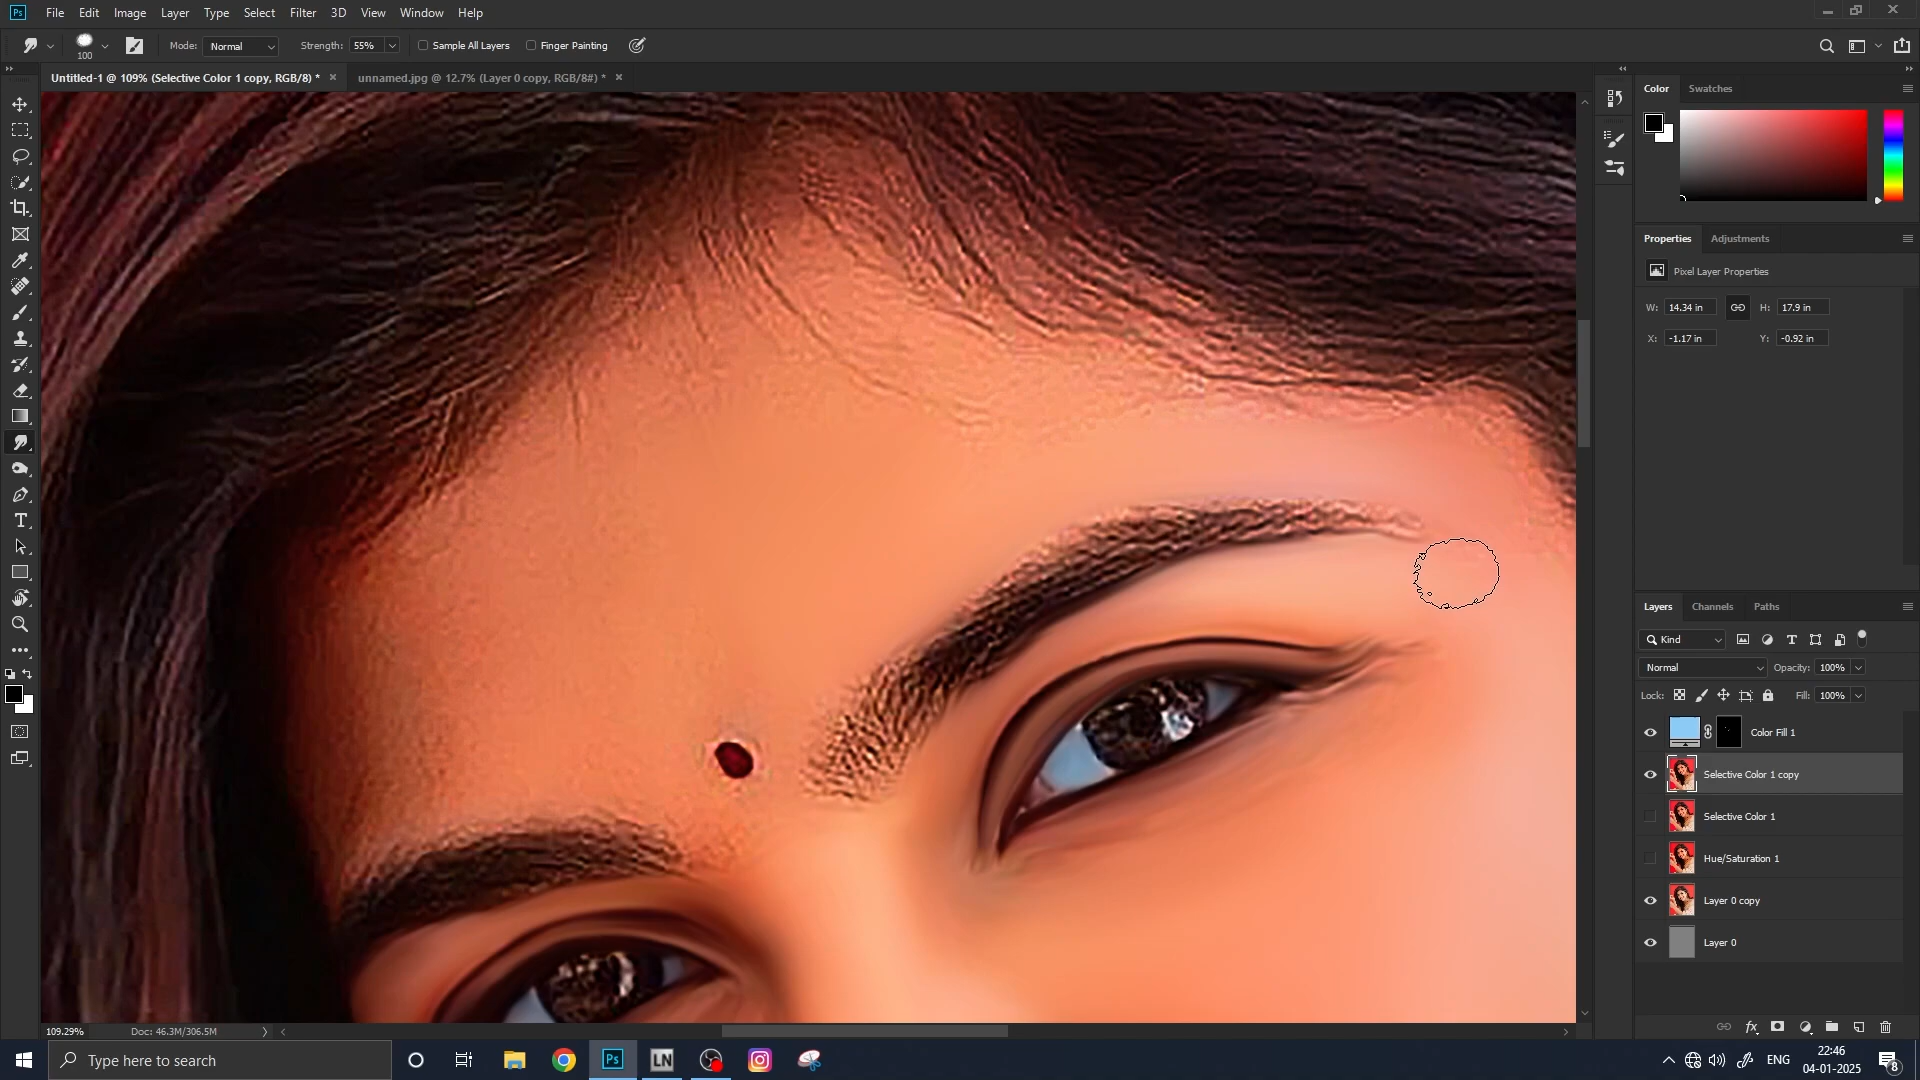 Ps File Edit Image Layer Type Select Filter 3D View Window Help
100 Mode: Normal Strength: 55% Sample All Layers Finger Painting
Untitled-1 @ 109% (Selective Color 1 copy, RGB/8) * × unnamed.jpg @ 12.7% (Layer 0 copy, RGB/8#) * ×
Color Swatches
Properties Adjustments
Pixel Layer Properties
W: 14.34 in H: 17.9 in
X: -1.17 in Y: -0.92 in
Layers Channels Paths
Kind
Normal Opacity: 100%
Lock: Fill: 100%
Color Fill 1
Selective Color 1 copy
Selective Color 1
Hue/Saturation 1
Layer 0 copy
Layer 0
109.29% Doc: 46.3M/306.5M
Type here to search Ps LN ENG 22:46
04-01-2025 8